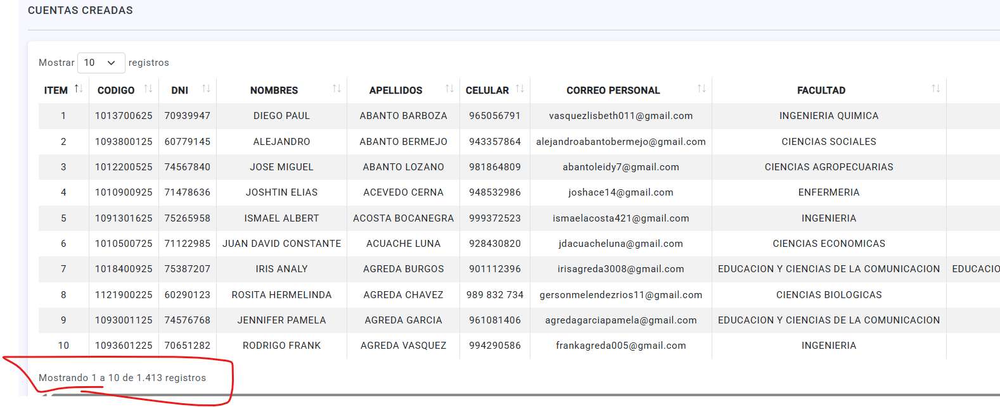 CUENTAS CREADAS
Mostrar 10 registros
ITEM CODIGO DNI NOMBRES APELLIDOS CELULAR CORREO PERSONAL FACULTAD
1 1013700625 70939947 DIEGO PAUL ABANTO BARBOZA 965056791 vasquezlisbeth011@gmail.com INGENIERIA QUIMICA
2 1093800125 60779145 ALEJANDRO ABANTO BERMEJO 943357864 alejandroabantobermejo@gmail.com CIENCIAS SOCIALES
3 1012200525 74567840 JOSE MIGUEL ABANTO LOZANO 981864809 abantoleidy7@gmail.com CIENCIAS AGROPECUARIAS
4 1010900925 71478636 JOSHTIN ELIAS ACEVEDO CERNA 948532986 joshace14@gmail.com ENFERMERIA
5 1091301625 75265958 ISMAEL ALBERT ACOSTA BOCANEGRA 999372523 ismaelacosta421@gmail.com INGENIERIA
6 1010500725 71122985 JUAN DAVID CONSTANTE ACUACHE LUNA 928430820 jdacuacheluna@gmail.com CIENCIAS ECONOMICAS
7 1018400925 75387207 IRIS ANALY AGREDA BURGOS 901112396 irisagreda3008@gmail.com EDUCACION Y CIENCIAS DE LA COMUNICACION EDUCACIO
8 1121900225 60290123 ROSITA HERMELINDA AGREDA CHAVEZ 989 832 734 gersonmelendezrios11@gmail.com CIENCIAS BIOLOGICAS
9 1093001125 74576768 JENNIFER PAMELA AGREDA GARCIA 961081406 agredagarciapamela@gmail.com EDUCACION Y CIENCIAS DE LA COMUNICACION
10 1093601225 70651282 RODRIGO FRANK AGREDA VASQUEZ 994290586 frankagreda005@gmail.com INGENIERIA
Mostrando 1 a 10 de 1.413 registros